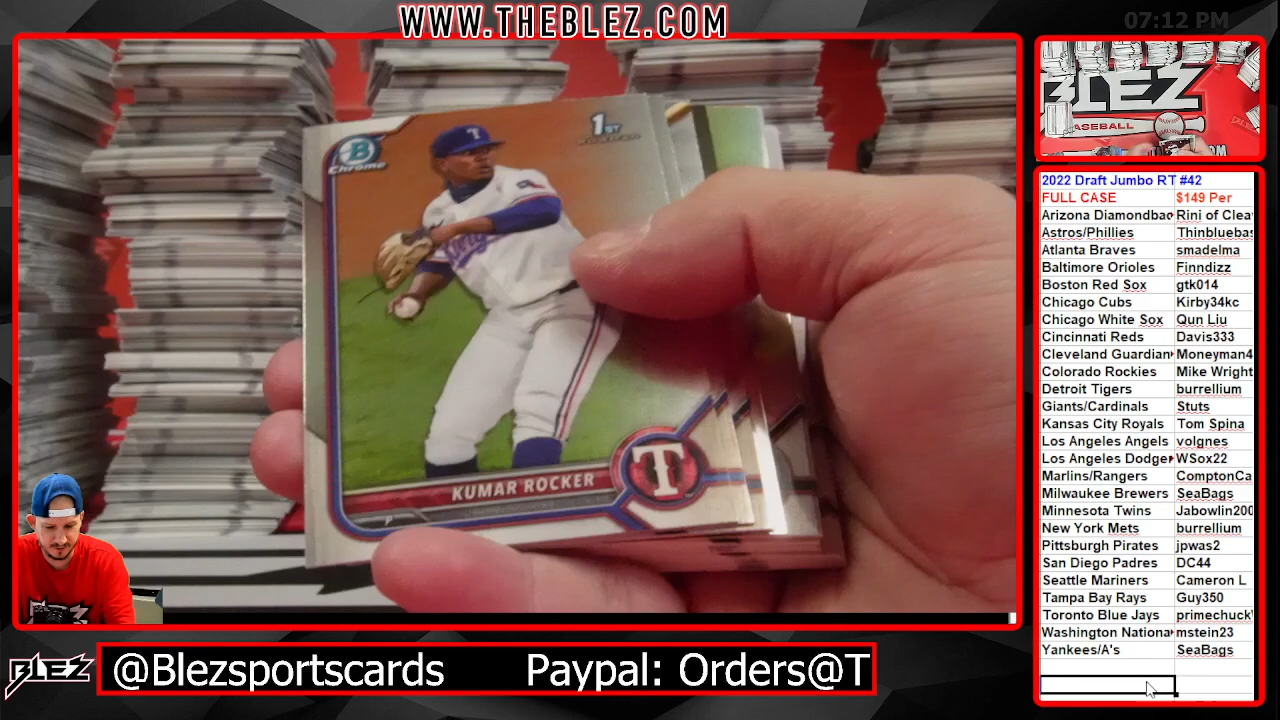 WWW.THEBLEZ.COM
07:12 PM
B
Chrome
1ST
T
KUMAR ROCKER
T
P
BLEZ
BASEBALL
2022 Draft Jumbo RT #42
FULL CASE $149 Per
Arizona Diamondbac Rini of Clea
Astros/Phillies Thinbluebas
Atlanta Braves smadelma
Baltimore Orioles Finndizz
Boston Red Sox gtk014
Chicago Cubs Kirby34kc
Chicago White Sox Qun Liu
Cincinnati Reds Davis333
Cleveland Guardian Moneyman4
Colorado Rockies Mike Wright
Detroit Tigers burrellium
Giants/Cardinals Stuts
Kansas City Royals Tom Spina
Los Angeles Angels volgnes
Los Angeles Dodge WSox22
Marlins/Rangers ComptonCa
Milwaukee Brewers SeaBags
Minnesota Twins Jabowlin200
New York Mets burrellium
Pittsburgh Pirates jpwas2
San Diego Padres DC44
Seattle Mariners Cameron L
Tampa Bay Rays Guy350
Toronto Blue Jays primechuck
Washington Nationa mstein23
Yankees/A's SeaBags
BLEZ
@Blezsportscards Paypal: Orders@T